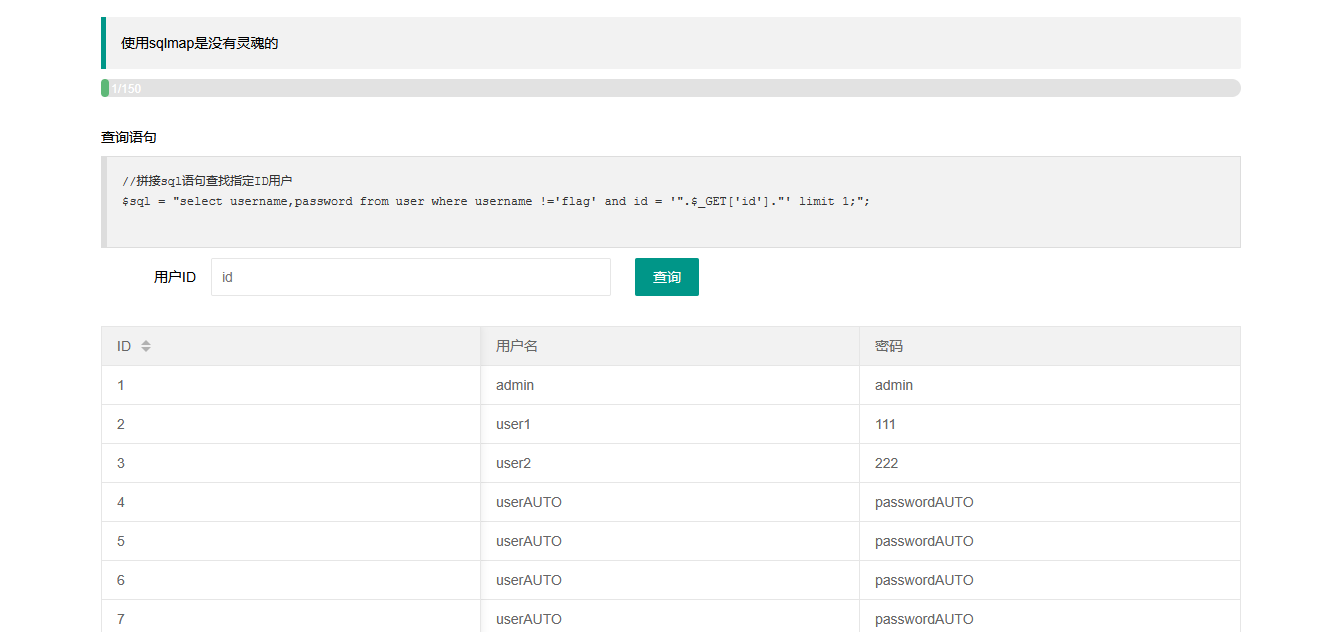 使用sqlmap是没有灵魂的
1/150
查询语句
//拼接sql语句查找指定ID用户
$sql = "select username,password from user where username !='flag' and id = '".$_GET['id']."' limit 1;";
用户ID id 查询
ID 用户名 密码
1 admin admin
2 user1 111
3 user2 222
4 userAUTO passwordAUTO
5 userAUTO passwordAUTO
6 userAUTO passwordAUTO
7 userAUTO passwordAUTO